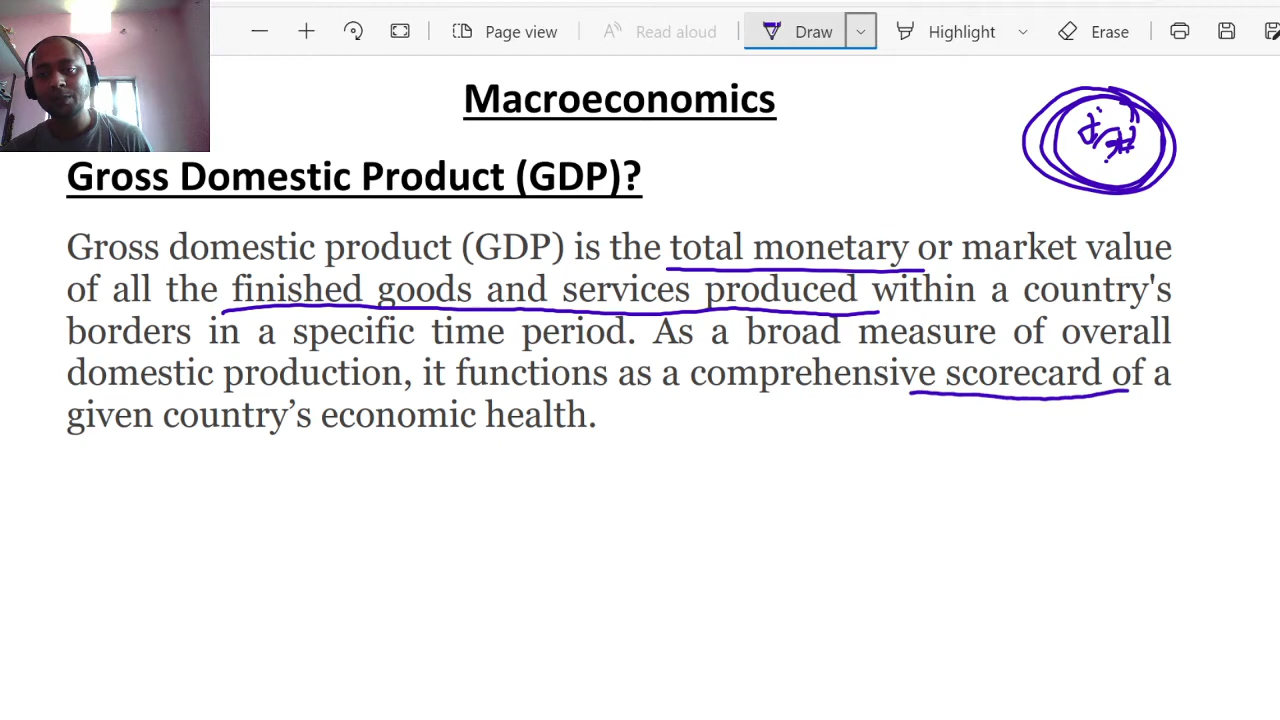 Page view
Read aloud
Draw
Highlight
Erase
Macroeconomics
Gross Domestic Product (GDP)?
Gross domestic product (GDP) is the total monetary or market value
of all the finished goods and services produced within a country's
borders in a specific time period. As a broad measure of overall
domestic production, it functions as a comprehensive scorecard of a
given country’s economic health.